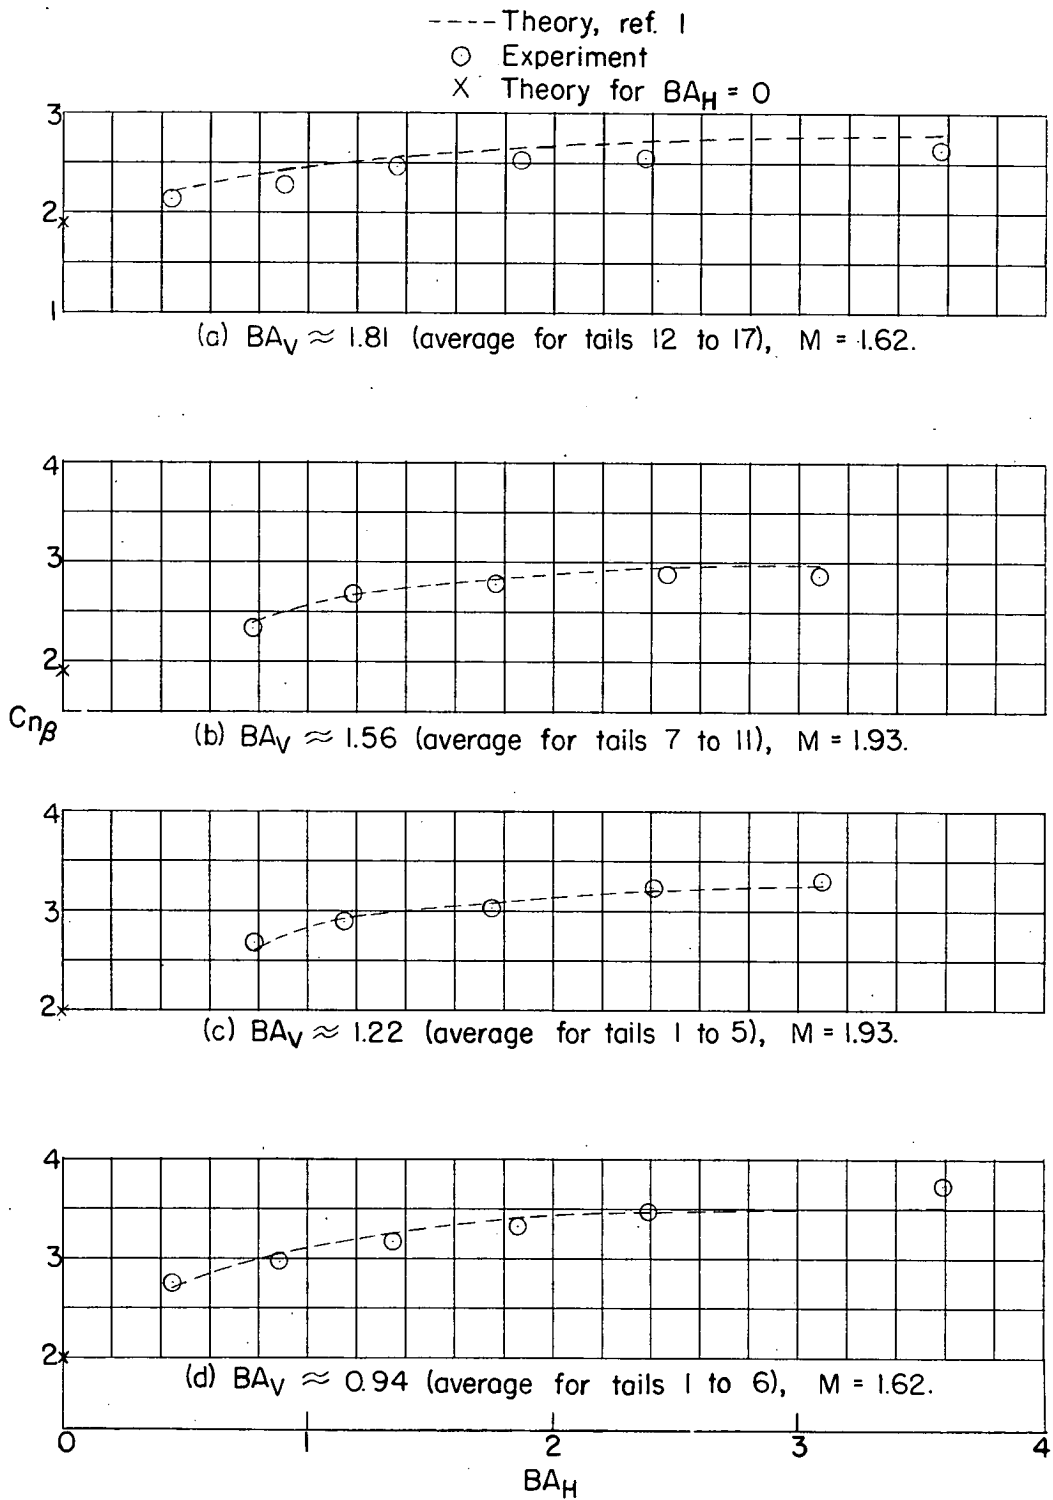 ---- Theory, ref. 1
○ Experiment
× Theory for BA_H = 0
3
2
1
(a) BA_V ≈ 1.81 (average for tails 12 to 17), M = 1.62.
4
3
2
C_nβ
(b) BA_V ≈ 1.56 (average for tails 7 to 11), M = 1.93.
4
3
2
(c) BA_V ≈ 1.22 (average for tails 1 to 5), M = 1.93.
4
3
2
(d) BA_V ≈ 0.94 (average for tails 1 to 6), M = 1.62.
0 1 2 3 4
BA_H